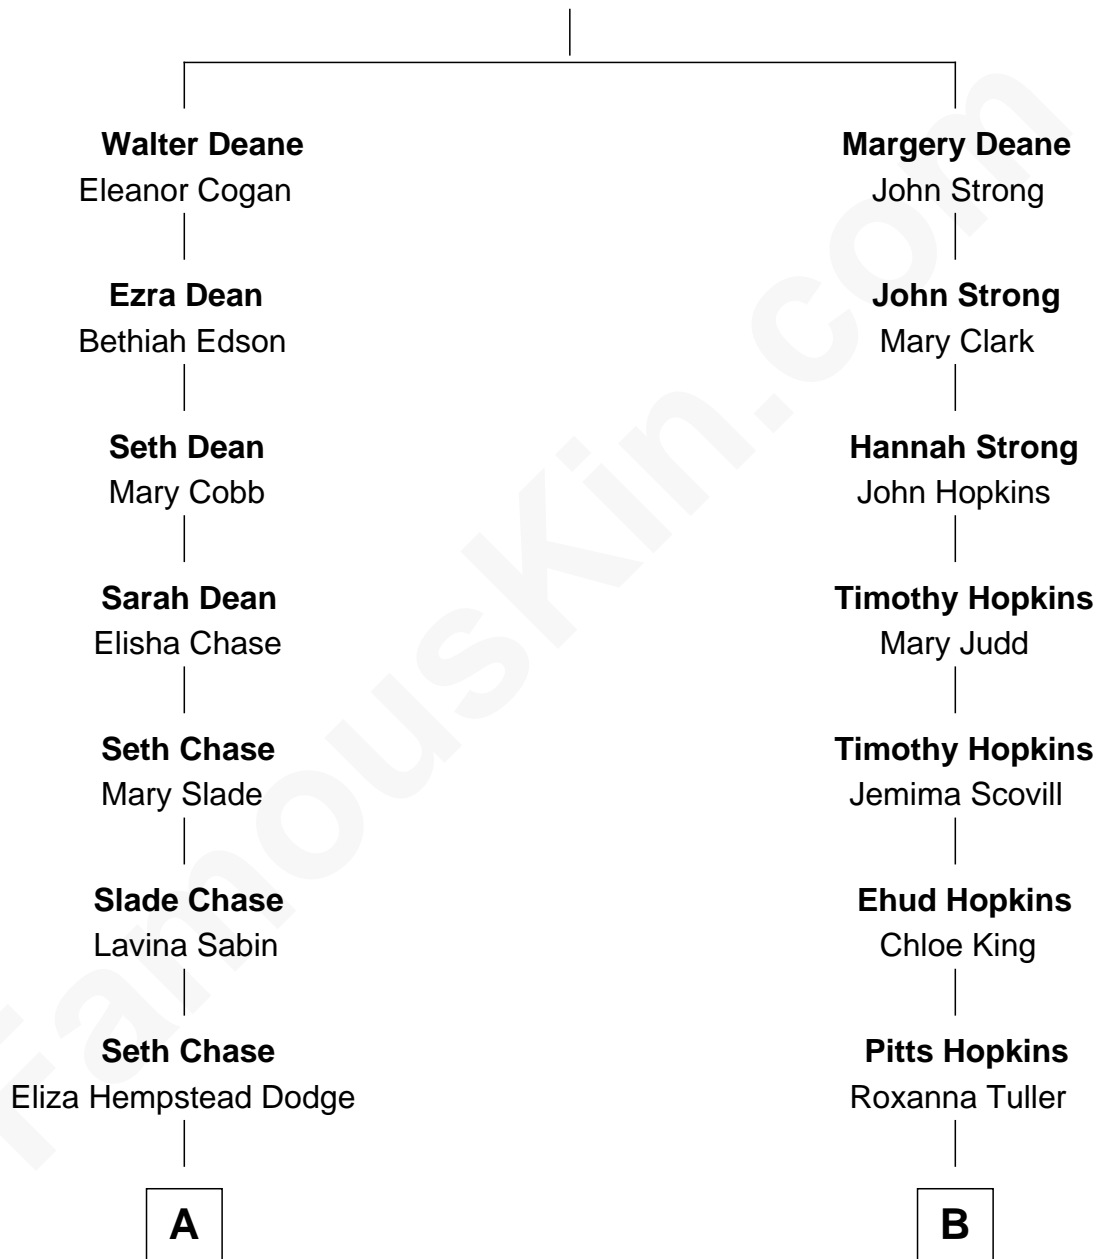 Walter Deane
Eleanor Cogan
Margery Deane
John Strong
Ezra Dean
Bethiah Edson
John Strong
Mary Clark
Seth Dean
Mary Cobb
Hannah Strong
John Hopkins
Sarah Dean
Elisha Chase
Timothy Hopkins
Mary Judd
Seth Chase
Mary Slade
Timothy Hopkins
Jemima Scovill
Slade Chase
Lavina Sabin
Ehud Hopkins
Chloe King
Seth Chase
Eliza Hempstead Dodge
Pitts Hopkins
Roxanna Tuller
A
B
FamousKin.com